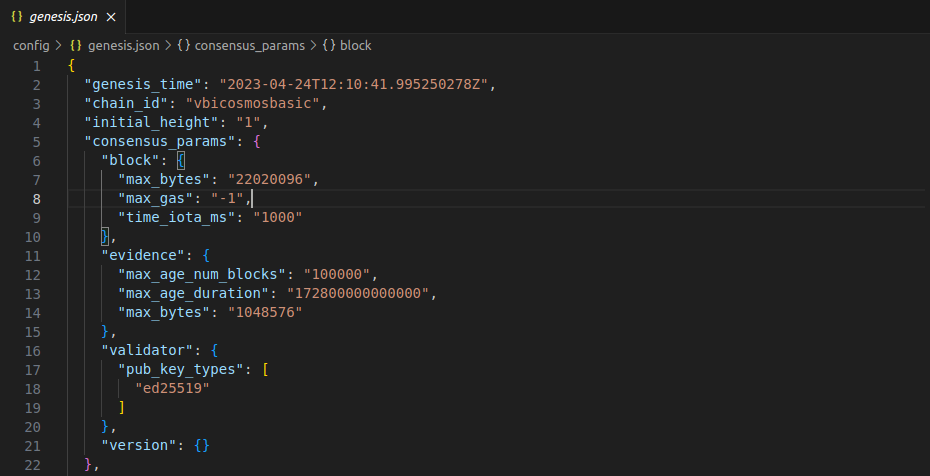 {} genesis.json ×
config > {} genesis.json > {} consensus_params > {} block
1 {
2 "genesis_time": "2023-04-24T12:10:41.995250278Z",
3 "chain_id": "vbicosmosbasic",
4 "initial_height": "1",
5 "consensus_params": {
6 "block": {
7 "max_bytes": "22020096",
8 "max_gas": "-1",
9 "time_iota_ms": "1000"
10 },
11 "evidence": {
12 "max_age_num_blocks": "100000",
13 "max_age_duration": "172800000000000",
14 "max_bytes": "1048576"
15 },
16 "validator": {
17 "pub_key_types": [
18 "ed25519"
19 ]
20 },
21 "version": {}
22 },